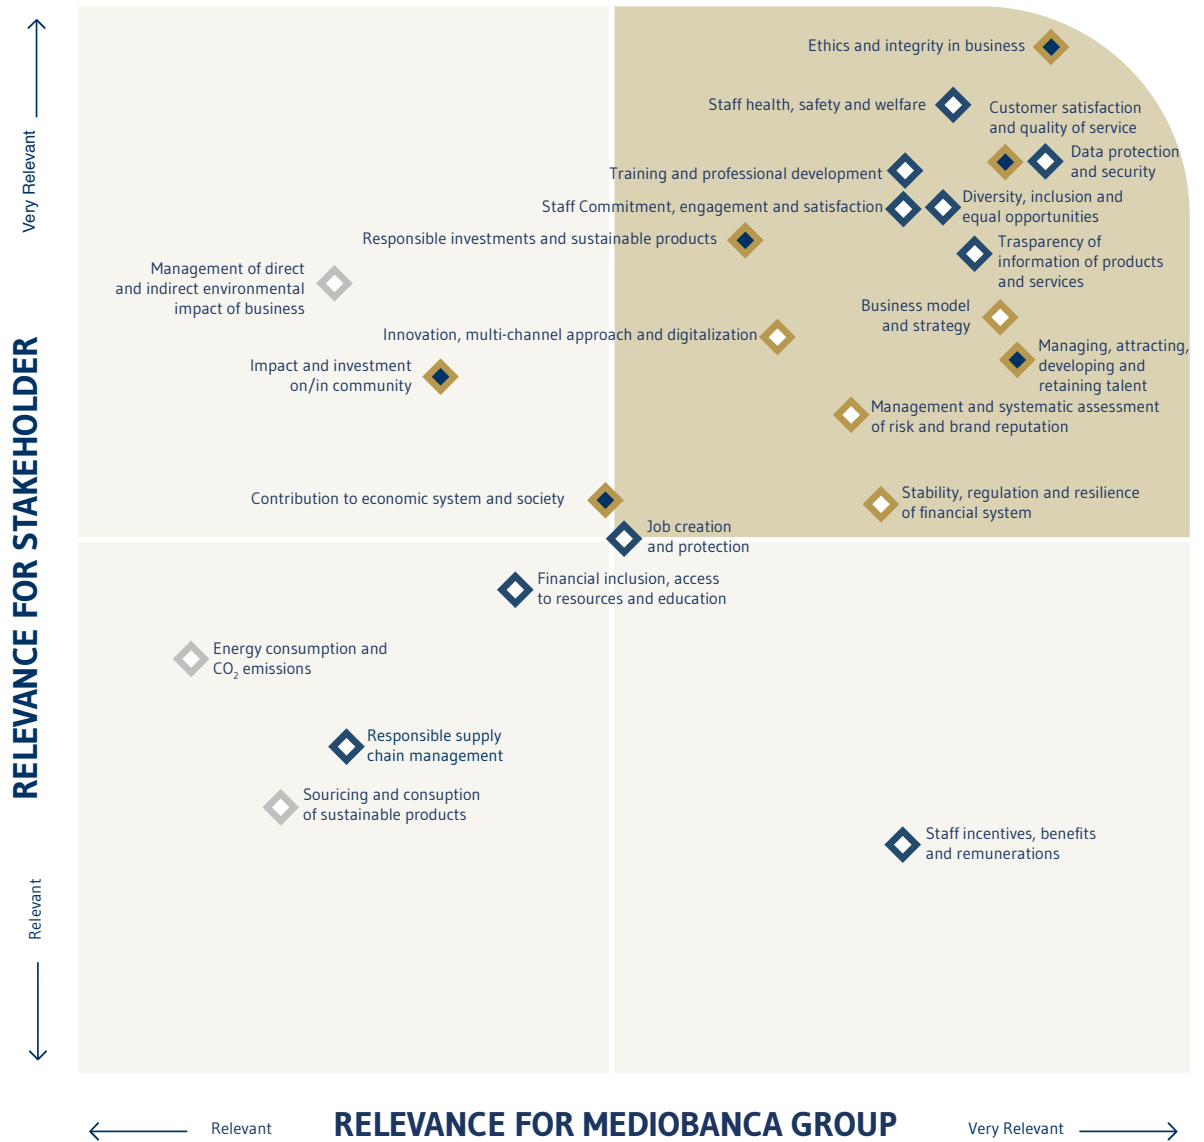 Ethics and integrity in business
Staff health, safety and welfare
Customer satisfaction
and quality of service
Data protection
and security
Training and professional development
Diversity, inclusion and
equal opportunities
Staff Commitment, engagement and satisfaction
Responsible investments and sustainable products
Trasparency of
information of products
and services
Management of direct
and indirect environmental
impact of business
Business model
and strategy
Innovation, multi-channel approach and digitalization
Managing, attracting,
developing and
retaining talent
Impact and investment
on/in community
Management and systematic assessment
of risk and brand reputation
Contribution to economic system and society
Stability, regulation and resilience
of financial system
Job creation
and protection
Financial inclusion, access
to resources and education
Energy consumption and
CO₂ emissions
Responsible supply
chain management
Souricing and consuption
of sustainable products
Staff incentives, benefits
and remunerations
Very Relevant
RELEVANCE FOR STAKEHOLDER
Relevant
Relevant
RELEVANCE FOR MEDIOBANCA GROUP
Very Relevant